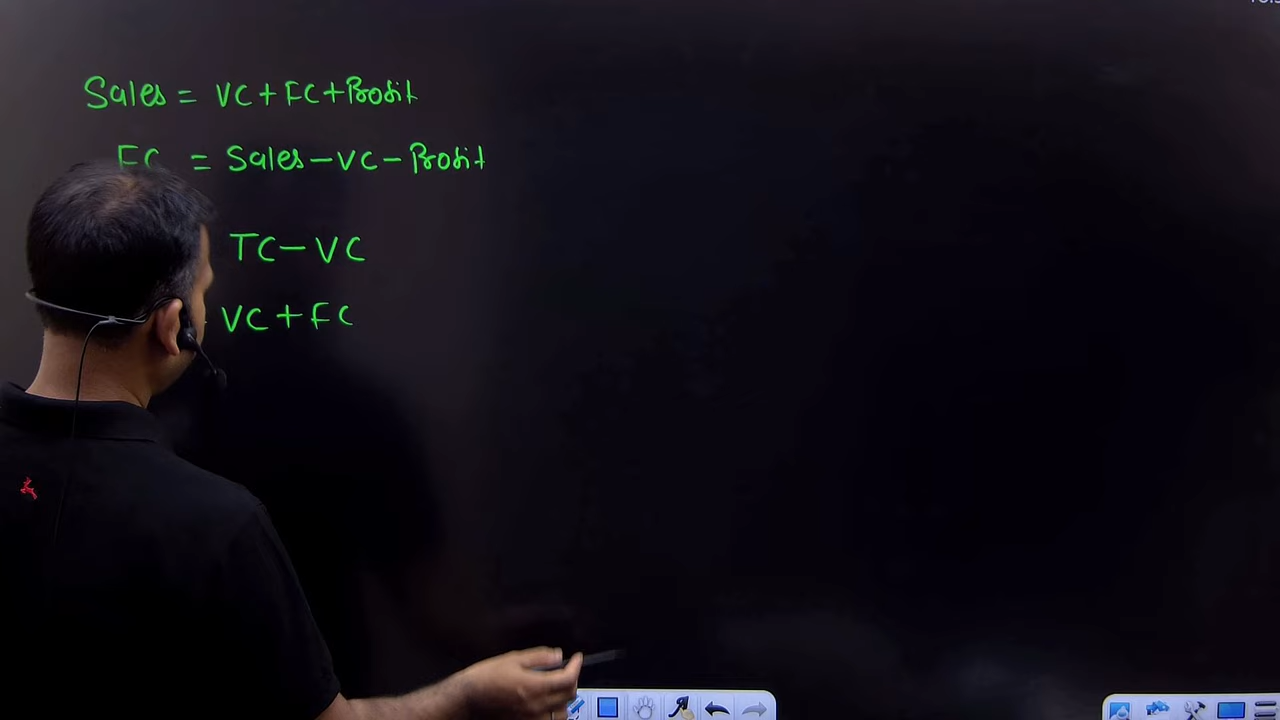 Sales = VC + FC + Profit
FC = Sales - VC - Profit
TC - VC
VC + FC